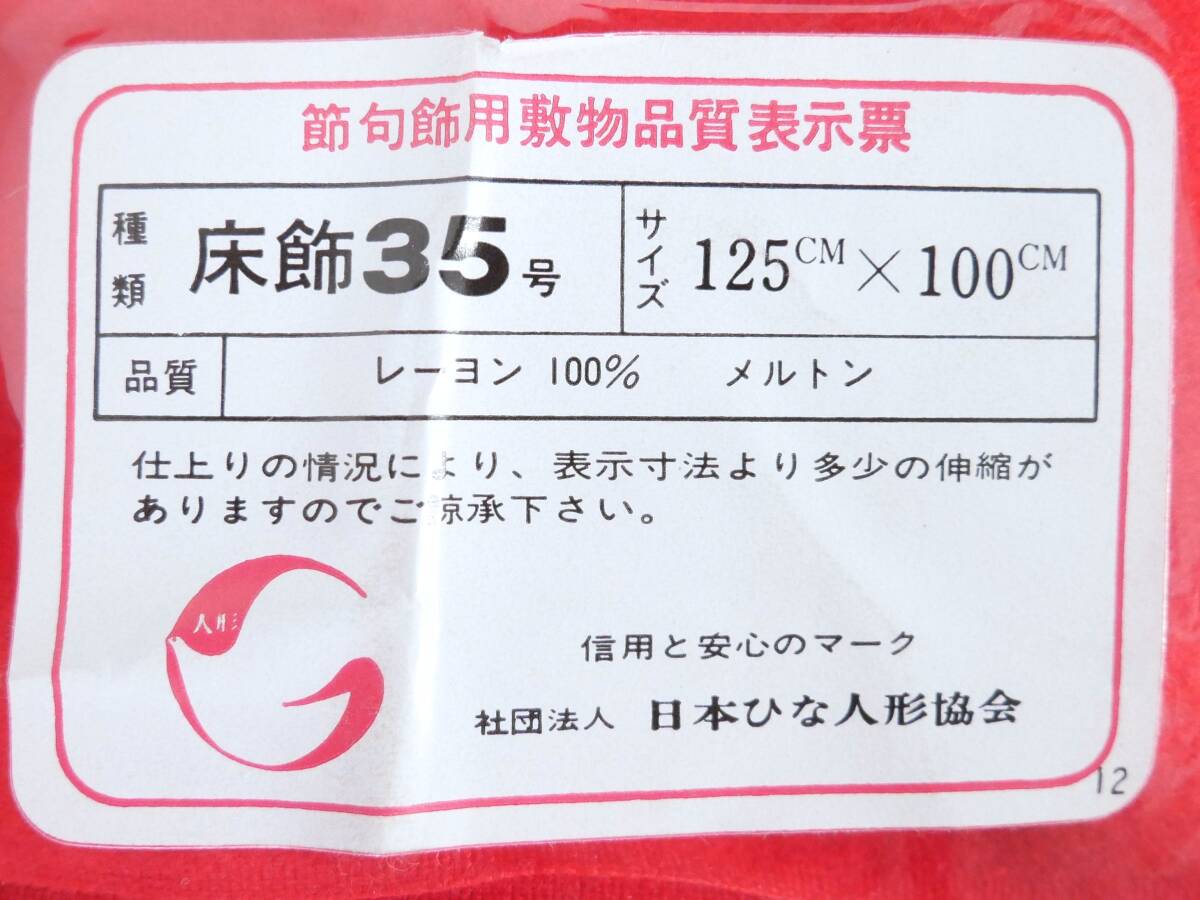 節句飾用敷物品質表示票
種類 床飾35号 サイズ 125CM×100CM
品質 レーヨン 100% メルトン
仕上りの情況により、表示寸法より多少の伸縮が
ありますのでご諒承下さい。
人形
信用と安心のマーク
社団法人 日本ひな人形協会
12